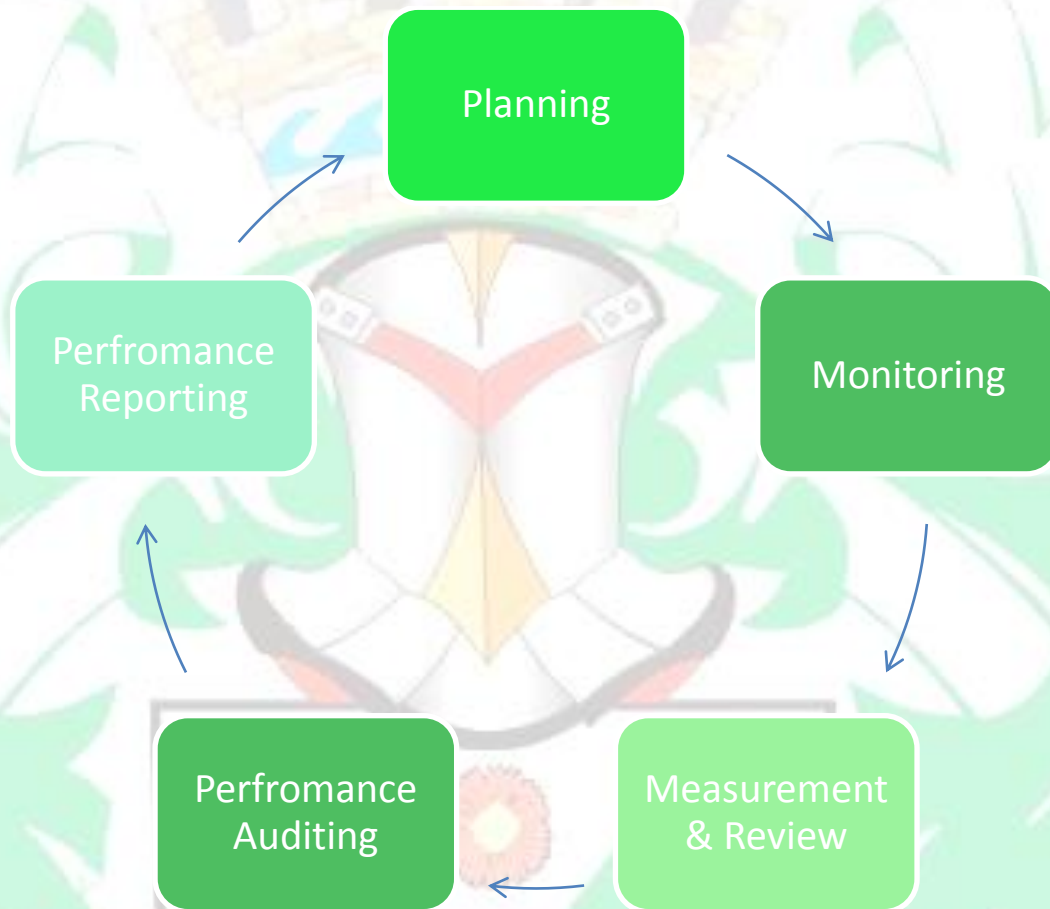 Planning
Monitoring
Measurement
& Review
Perfromance
Auditing
Perfromance
Reporting